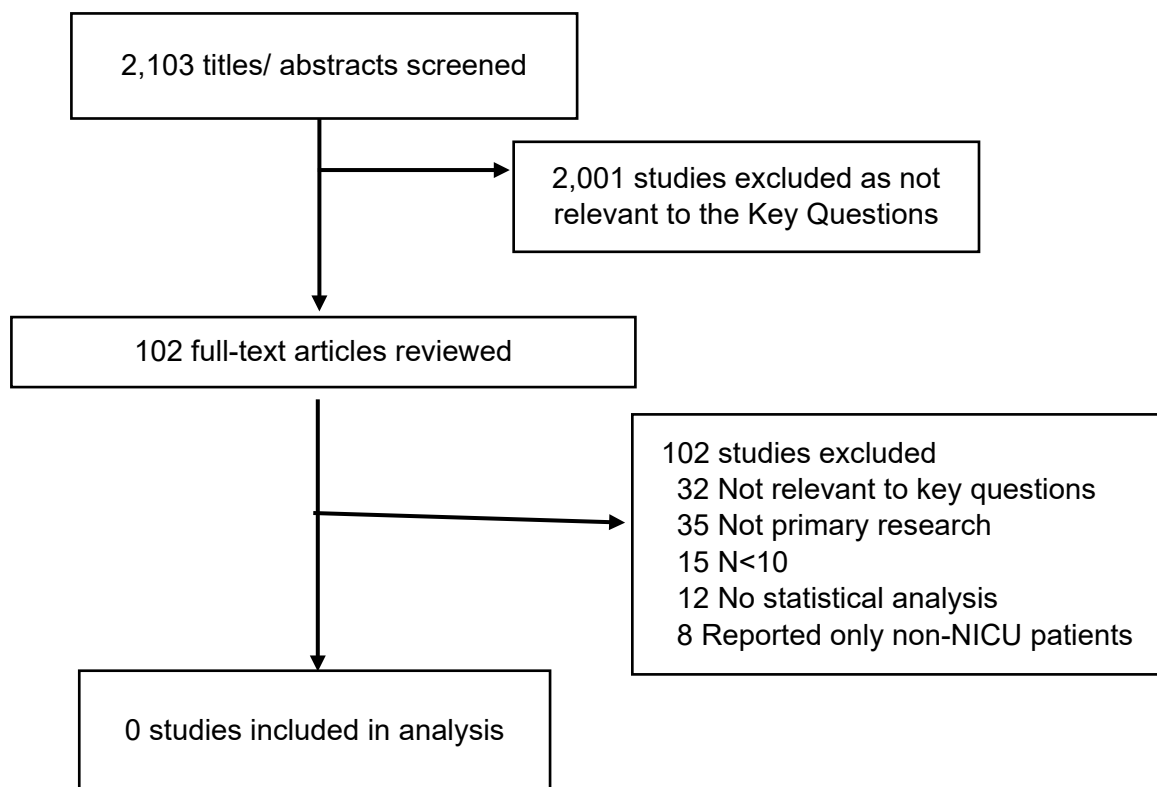 2,103 titles/ abstracts screened
2,001 studies excluded as not
relevant to the Key Questions
102 full-text articles reviewed
102 studies excluded
32 Not relevant to key questions
35 Not primary research
15 N<10
12 No statistical analysis
8 Reported only non-NICU patients
0 studies included in analysis